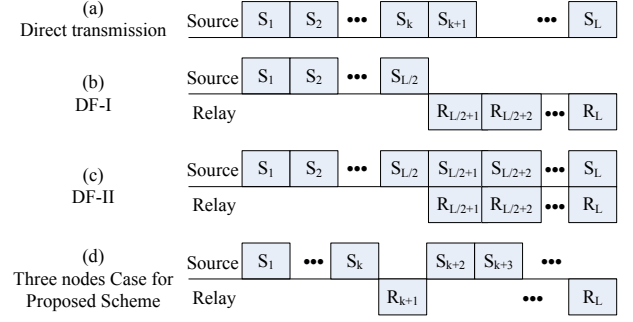 (a)
Direct transmission
Source S1 S2 ••• Sk Sk+1 ••• SL
(b)
DF-I
Source S1 S2 ••• SL/2
Relay RL/2+1 RL/2+2 ••• RL
(c)
DF-II
Source S1 S2 ••• SL/2 SL/2+1 SL/2+2 ••• SL
Relay RL/2+1 RL/2+2 ••• RL
(d)
Three nodes Case for
Proposed Scheme
Source S1 ••• Sk Sk+2 Sk+3 •••
Relay Rk+1 ••• RL